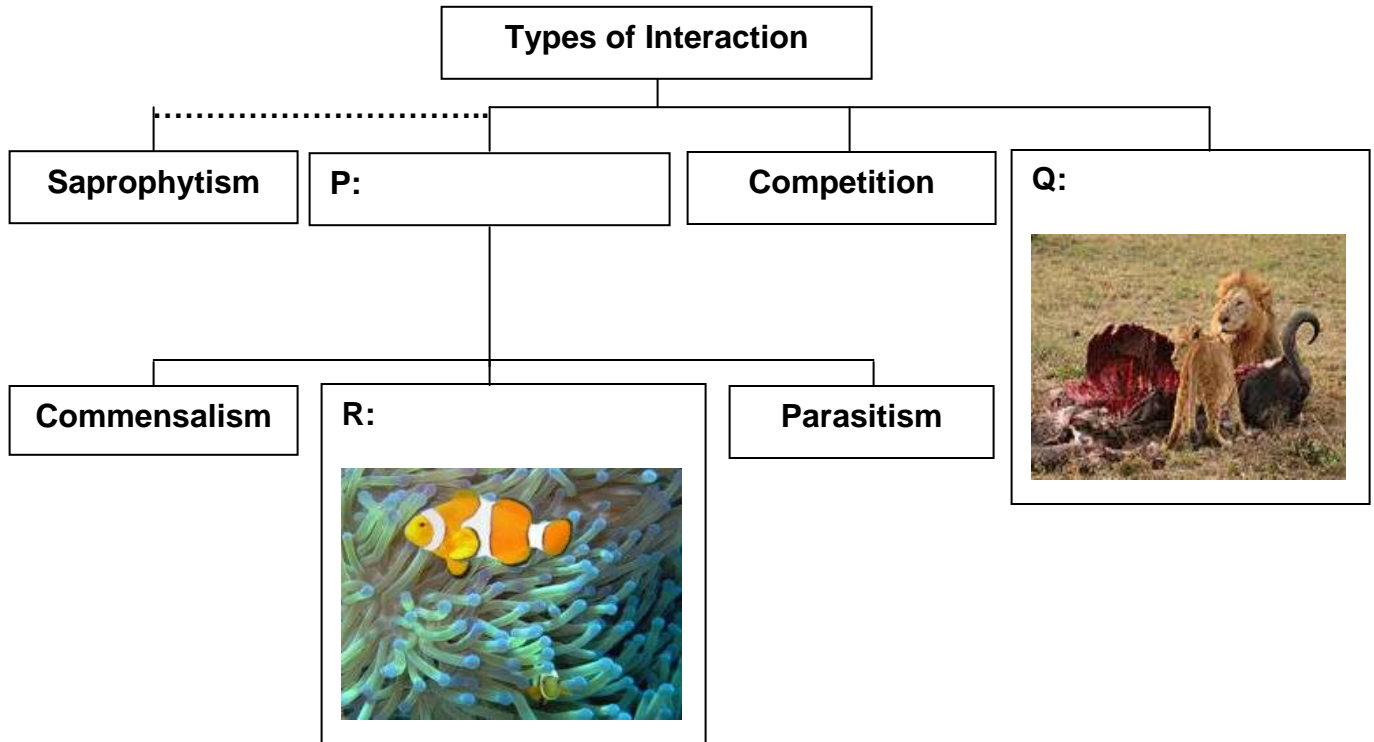 Types of Interaction
Saprophytism
P:
Competition
Q:
Commensalism
R:
Parasitism